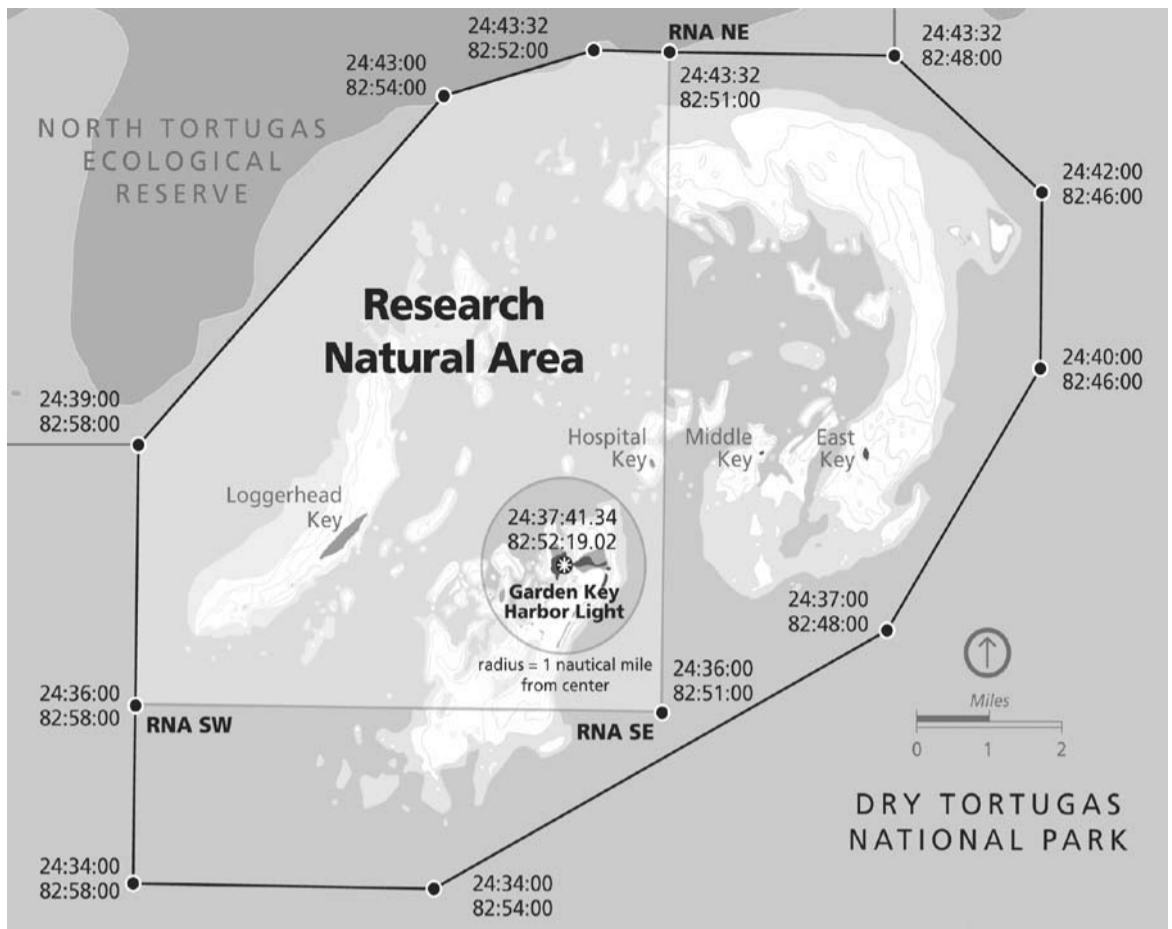 24:43:32
82:52:00
RNA NE
24:43:32
82:48:00
24:43:00
82:54:00
24:43:32
82:51:00
NORTH TORTUGAS
ECOLOGICAL
RESERVE
24:42:00
82:46:00
Research
Natural Area
24:40:00
82:46:00
24:39:00
82:58:00
Hospital
Key
Middle
Key
East
Key
Loggerhead
Key
24:37:41.34
82:52:19.02
Garden Key
Harbor Light
radius = 1 nautical mile
from center
24:37:00
82:48:00
24:36:00
82:51:00
24:36:00
82:58:00
RNA SW
RNA SE
Miles
0 1 2
DRY TORTUGAS
NATIONAL PARK
24:34:00
82:58:00
24:34:00
82:54:00